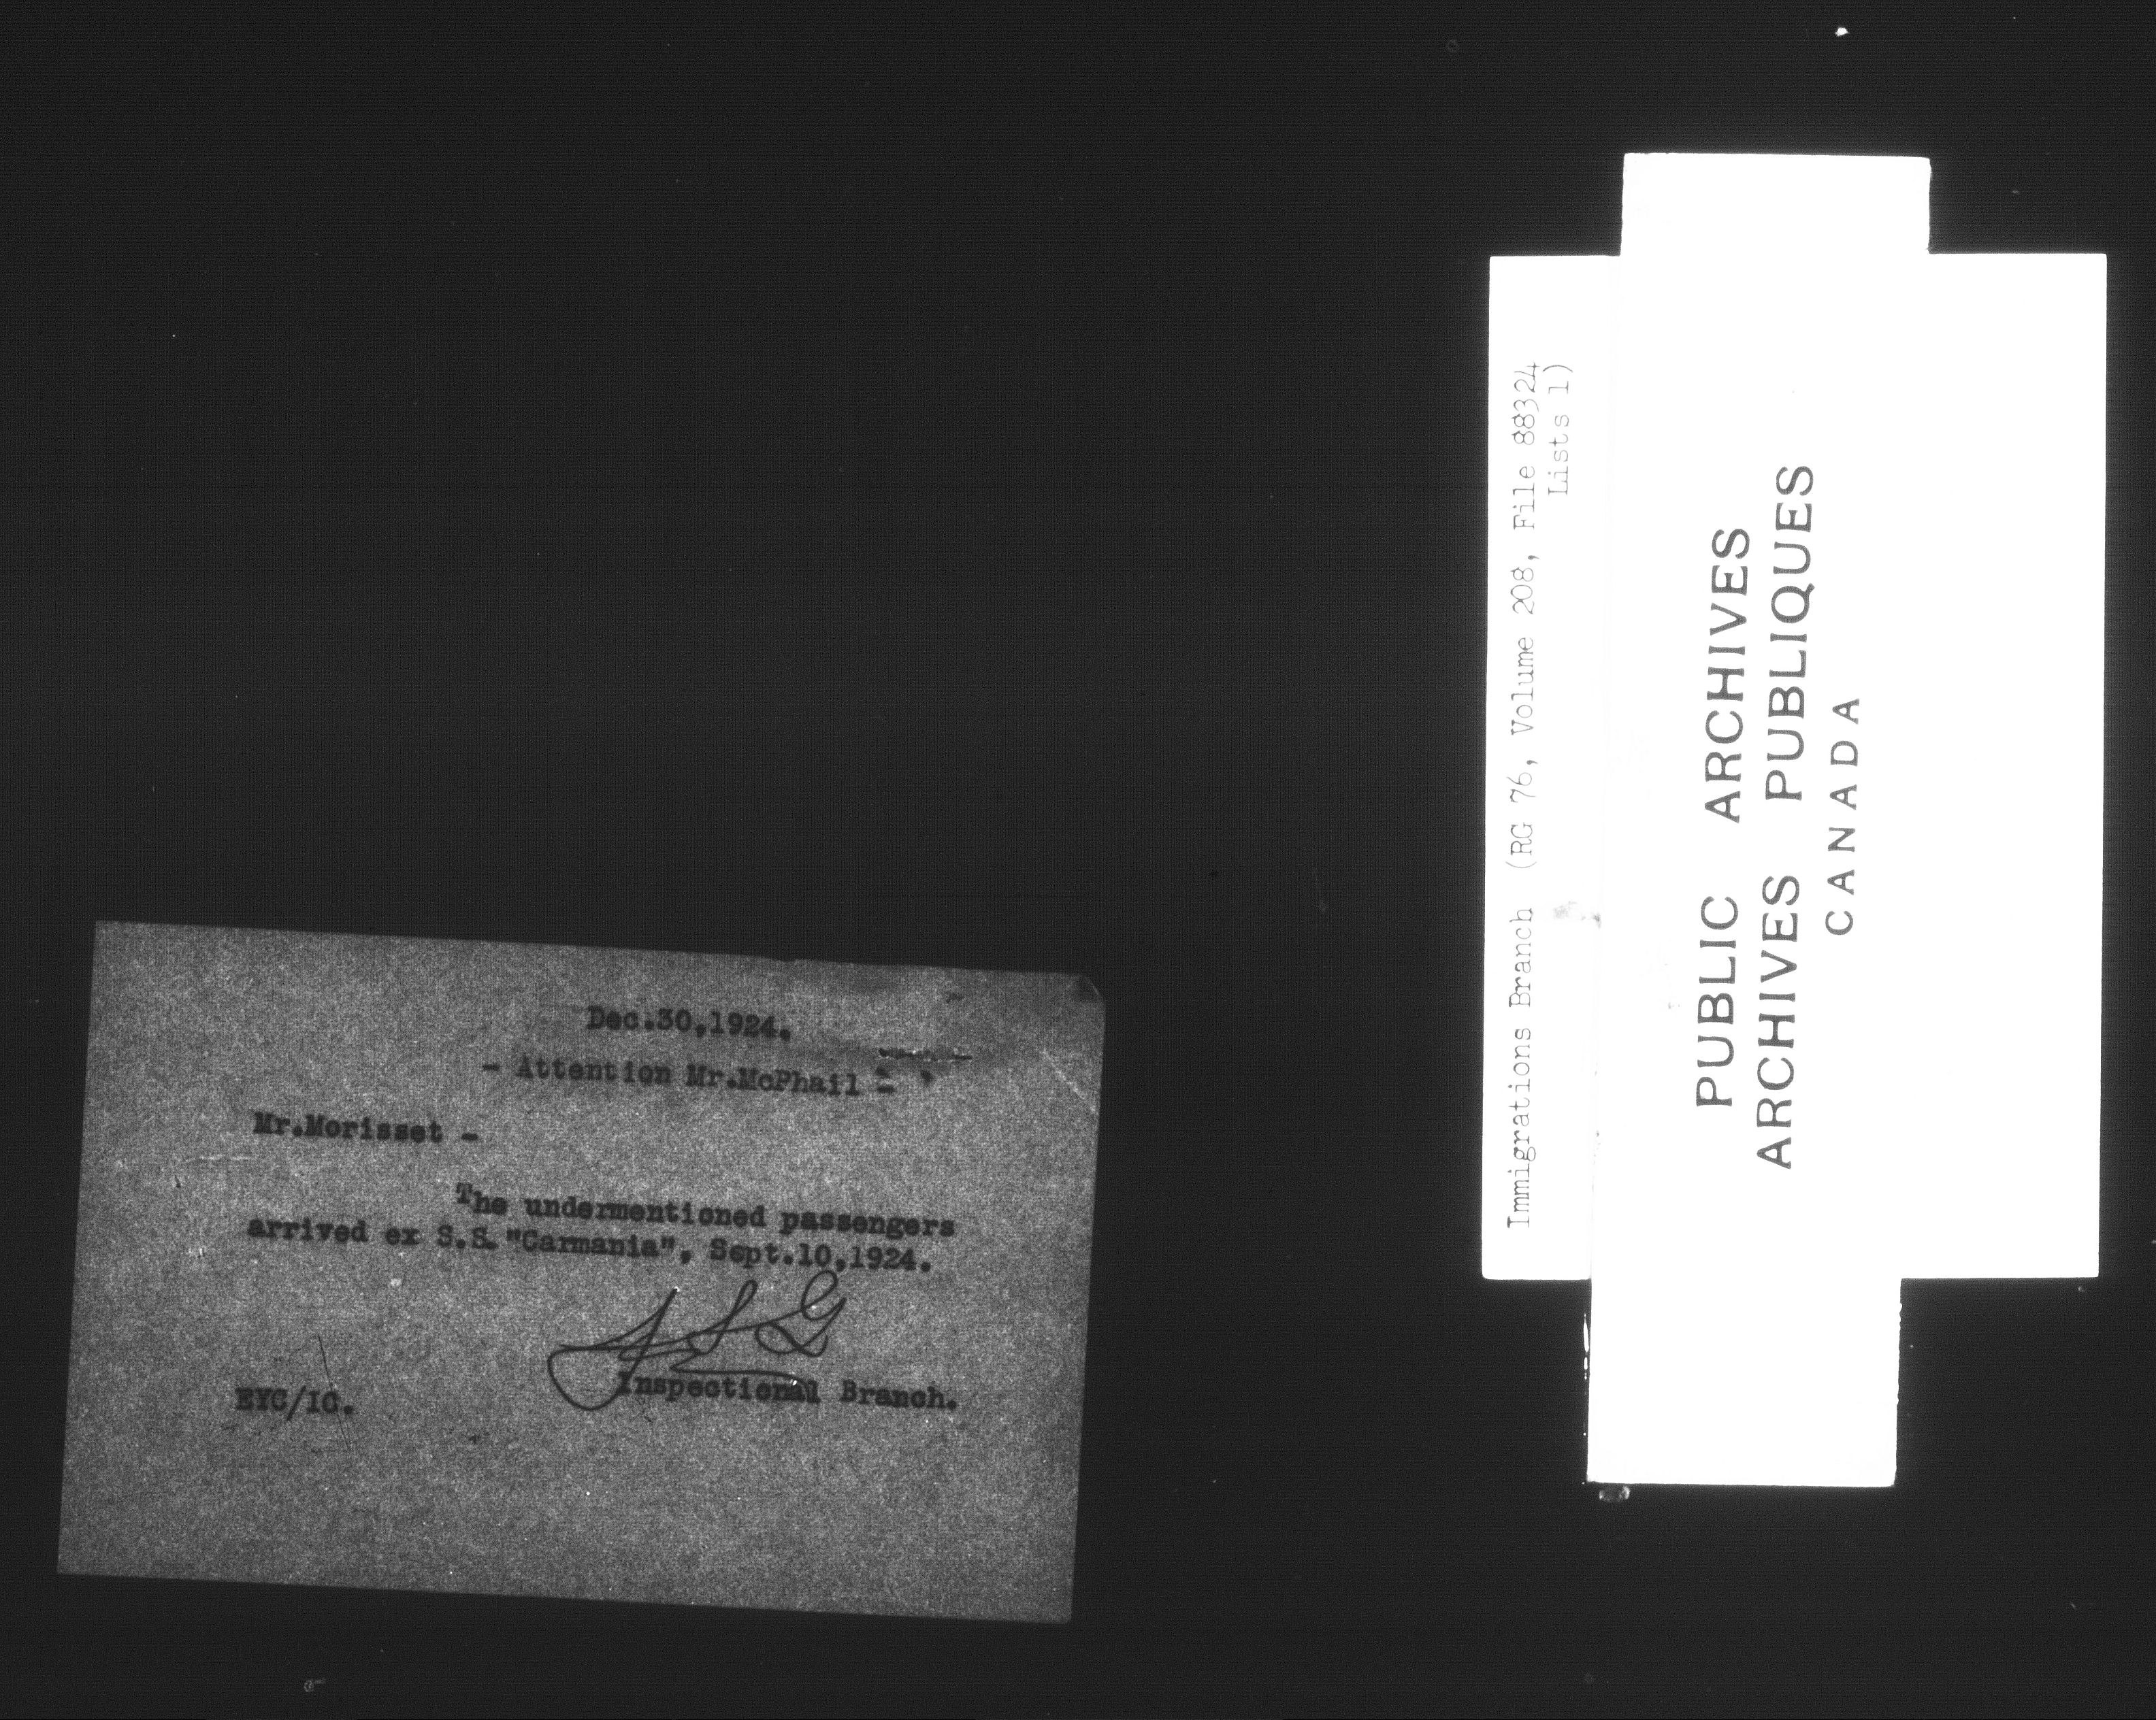 Dec.30,1924.
- Attention Mr.McPhail -
Mr.Morisset -
The undermentioned passengers
arrived ex S.S. "Carmania", Sept.10,1924.
Inspectional Branch.
EYC/IC.
Immigrations Branch (RG 76, Volume 208, File 88324
Lists 1)
PUBLIC ARCHIVES
ARCHIVES PUBLIQUES
CANADA